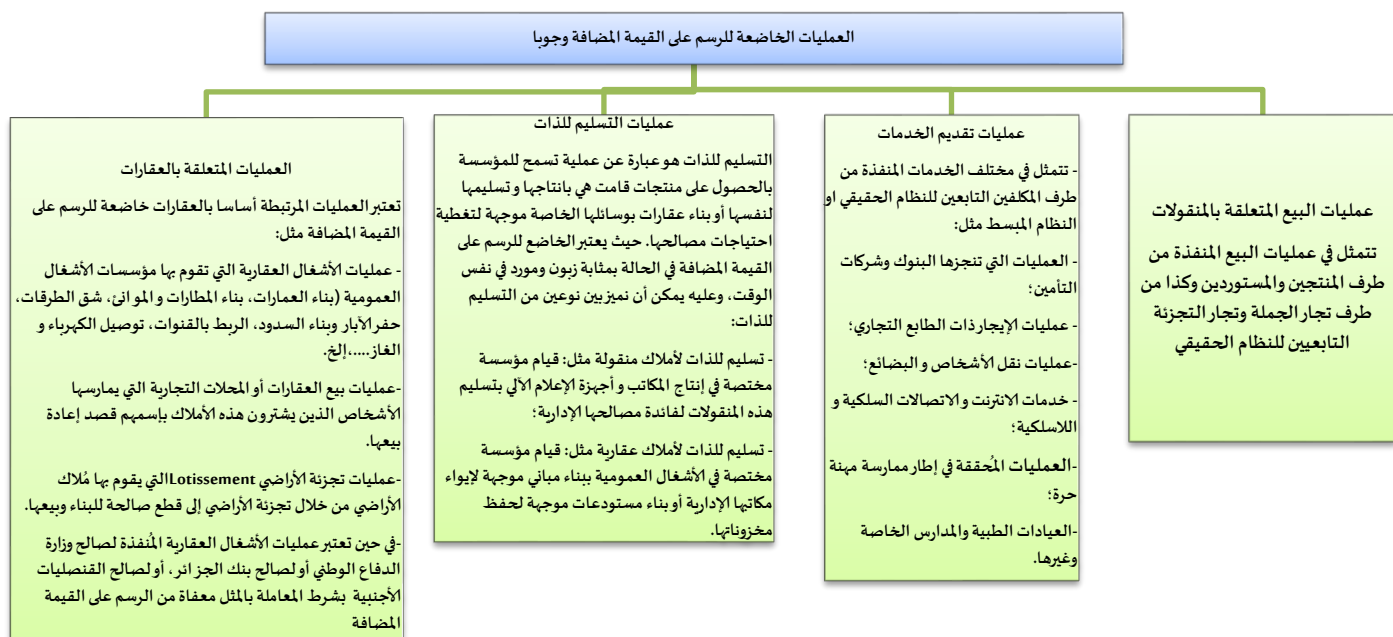 العمليات الخاضعة للرسم على القيمة المضافة وجوبا
عمليات البيع المتعلقة بالمنقولات
تتمثل في عمليات البيع المنفذة من
طرف المنتجين والمستوردين وكذا من
طرف تجار الجملة وتجار التجزئة
التابعيين للنظام الحقيقي
عمليات تقديم الخدمات
- تتمثل في مختلف الخدمات المنفذة من
طرف المكلفين التابعين للنظام الحقيقي او
النظام المبسط مثل:
- العمليات التي تنجزها البنوك وشركات
التأمين؛
- عمليات الإيجار ذات الطابع التجاري؛
-عمليات نقل الأشخاص و البضائع؛
- خدمات الانترنت والاتصالات السلكية و
اللاسلكية؛
-العمليات المُحققة في إطار ممارسة مهنة
حرة؛
-العيادات الطبية والمدارس الخاصة
وغيرها.
عمليات التسليم للذات
التسليم للذات هو عبارة عن عملية تسمح للمؤسسة
بالحصول على منتجات قامت هي بانتاجها وتسليمها
لنفسها أو بناء عقارات بوسائلها الخاصة موجهة لتغطية
احتياجات مصالحها. حيث يعتبر الخاضع للرسم على
القيمة المضافة في الحالة بمثابة زبون ومورد في نفس
الوقت، وعليه يمكن أن نميز بين نوعين من التسليم
للذات:
- تسليم للذات لأملاك منقولة مثل: قيام مؤسسة
مختصة في إنتاج المكاتب و أجهزة الإعلام الآلي بتسليم
هذه المنقولات لفائدة مصالحها الإدارية؛
- تسليم للذات لأملاك عقارية مثل: قيام مؤسسة
مختصة في الأشغال العمومية ببناء مباني موجهة لإيواء
مكاتبها الإدارية أو بناء مستودعات موجهة لحفظ
مخزوناتها.
العمليات المتعلقة بالعقارات
تعتبر العمليات المرتبطة أساسا بالعقارات خاضعة للرسم على
القيمة المضافة مثل:
- عمليات الأشغال العقارية التي تقوم بها مؤسسات الأشغال
العمومية (بناء العمارات، بناء المطارات و الموانئ، شق الطرقات،
حفر الآبار وبناء السدود، الربط بالقنوات، توصيل الكهرباء و
الغاز.....،إلخ.
-عمليات بيع العقارات أو المحلات التجارية التي يمارسها
الأشخاص الذين يشترون هذه الأملاك بإسمهم قصد إعادة
بيعها.
-عمليات تجزئة الأراضي Lotissementالتي يقوم بها مُلاك
الأراضي من خلال تجزئة الأراضي إلى قطع صالحة للبناء وبيعها.
-في حين تعتبر عمليات الأشغال العقارية المُنفذة لصالح وزارة
الدفاع الوطني أو لصالح بنك الجزائر، أو لصالح القنصليات
الأجنبية بشرط المعاملة بالمثل معفاة من الرسم على القيمة
المضافة